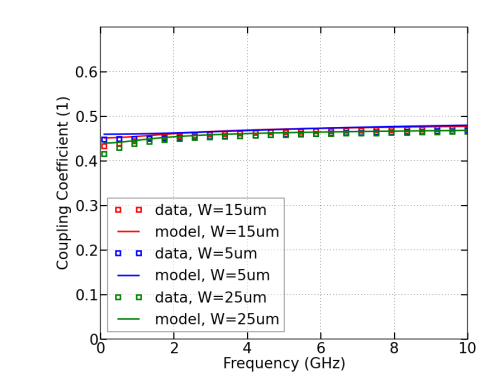 0.6
0.5
0.4
0.3
0.2
0.1
0
Coupling Coefficient (1)
data, W=15um
model, W=15um
data, W=5um
model, W=5um
data, W=25um
model, W=25um
0 2 4 6 8 10
Frequency (GHz)